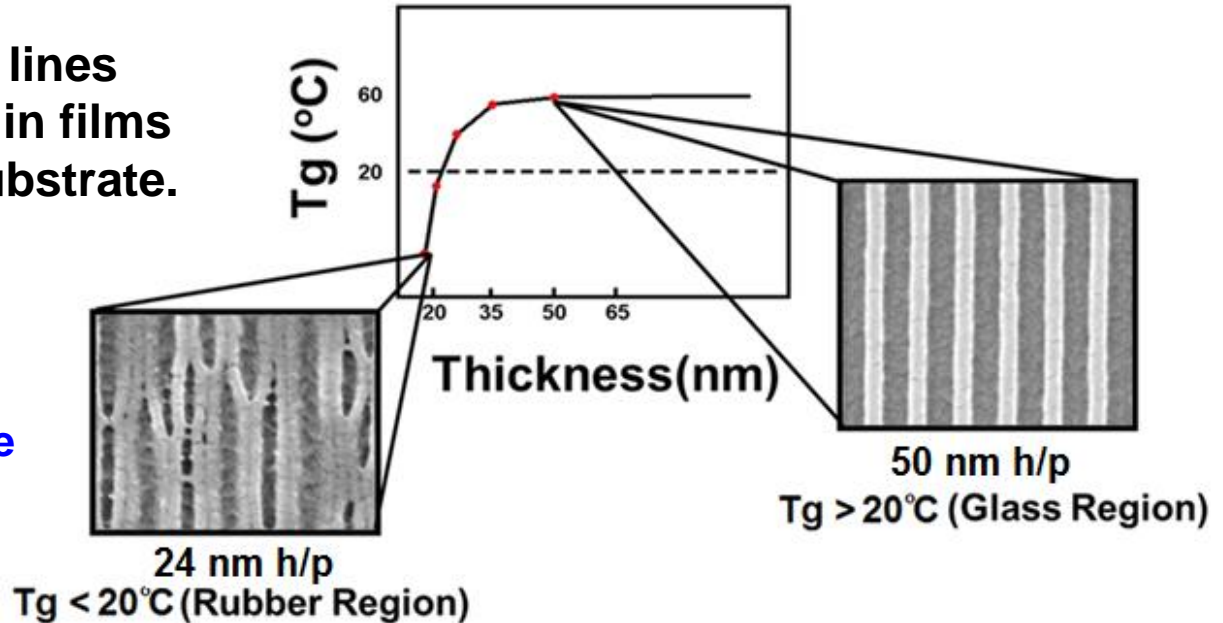 lines
in films
ubstrate.
e
Tg (°C)
60
20
20 35 50 65
Thickness(nm)
24 nm h/p
Tg < 20°C (Rubber Region)
50 nm h/p
Tg > 20°C (Glass Region)